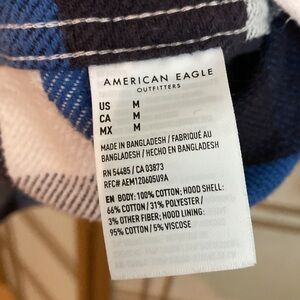 AMERICAN EAGLE
OUTFITTERS
US M
CA M
MX M
MADE IN BANGLADESH / FABRIQUÉ AU
BANGLADESH / HECHO EN BANGLADESH
RN 54485 / CA 03873
RFC# AEM120605U9A
EN BODY: 100% COTTON; HOOD SHELL:
66% COTTON / 31% POLYESTER /
3% OTHER FIBER; HOOD LINING:
95% COTTON / 5% VISCOSE